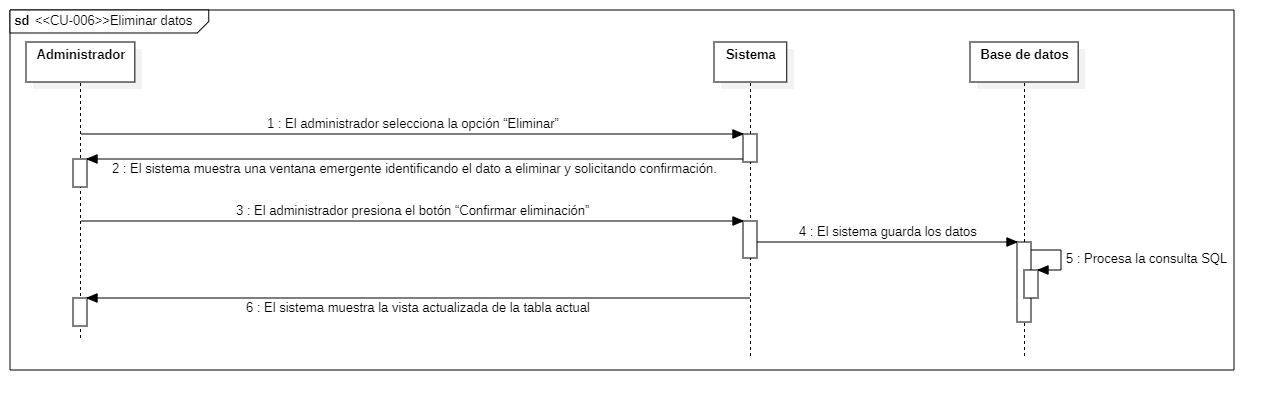 sd <<CU-006>>Eliminar datos
Administrador
Sistema
Base de datos
1 : El administrador selecciona la opción “Eliminar”
2 : El sistema muestra una ventana emergente identificando el dato a eliminar y solicitando confirmación.
3 : El administrador presiona el botón “Confirmar eliminación”
4 : El sistema guarda los datos
5 : Procesa la consulta SQL
6 : El sistema muestra la vista actualizada de la tabla actual